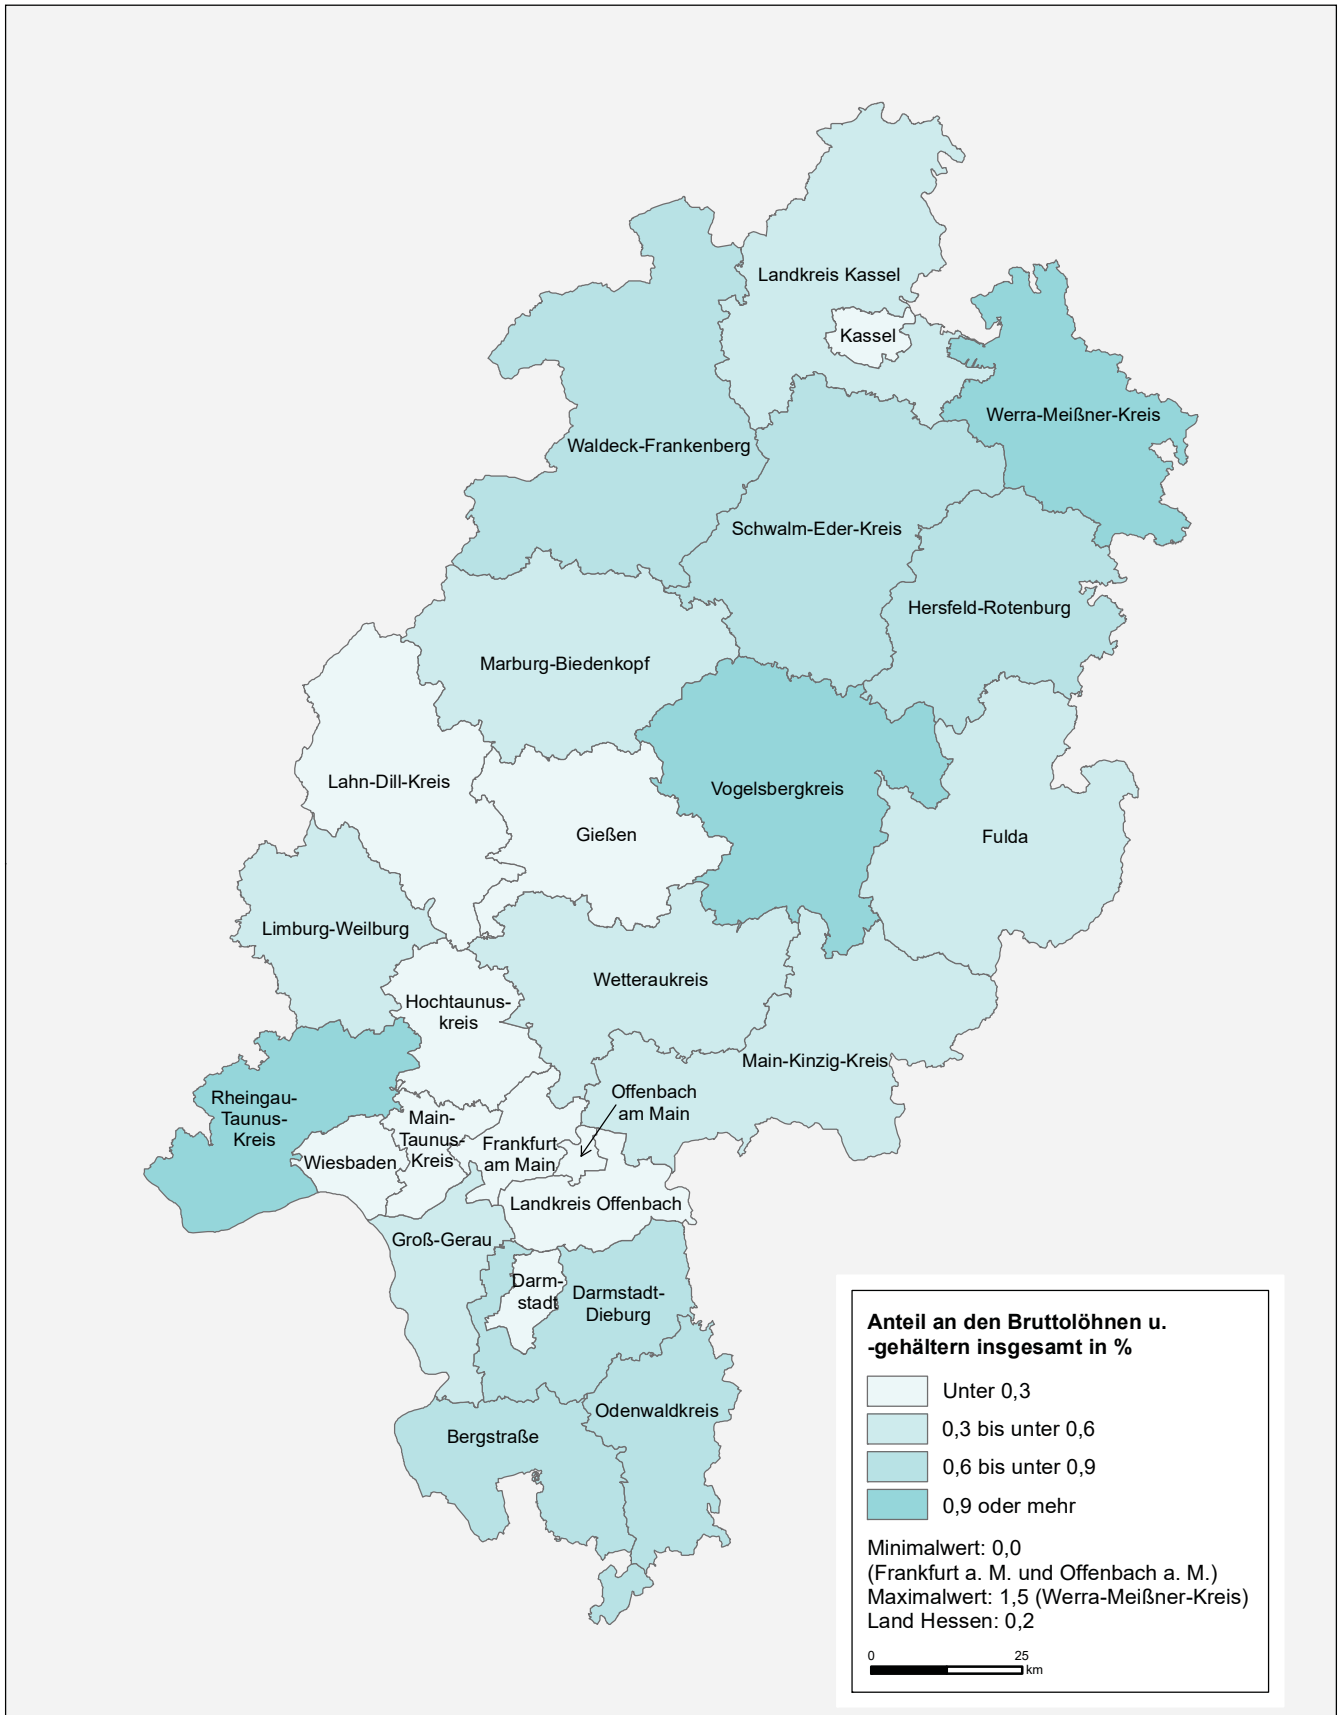 Landkreis Kassel
Kassel
Werra-Meißner-Kreis
Waldeck-Frankenberg
Schwalm-Eder-Kreis
Hersfeld-Rotenburg
Marburg-Biedenkopf
Lahn-Dill-Kreis
Vogelsbergkreis
Gießen
Fulda
Limburg-Weilburg
Wetteraukreis
Hochtaunus-
kreis
Main-Kinzig-Kreis
Offenbach
am Main
Rheingau-
Taunus-
Kreis
Main-
Taunus-
Kreis
Frankfurt
am Main
Wiesbaden
Landkreis Offenbach
Groß-Gerau
Darm-
stadt
Darmstadt-
Dieburg
Odenwaldkreis
Bergstraße
Anteil an den Bruttolöhnen u.
-gehältern insgesamt in %
Unter 0,3
0,3 bis unter 0,6
0,6 bis unter 0,9
0,9 oder mehr
Minimalwert: 0,0
(Frankfurt a. M. und Offenbach a. M.)
Maximalwert: 1,5 (Werra-Meißner-Kreis)
Land Hessen: 0,2
0 25
km